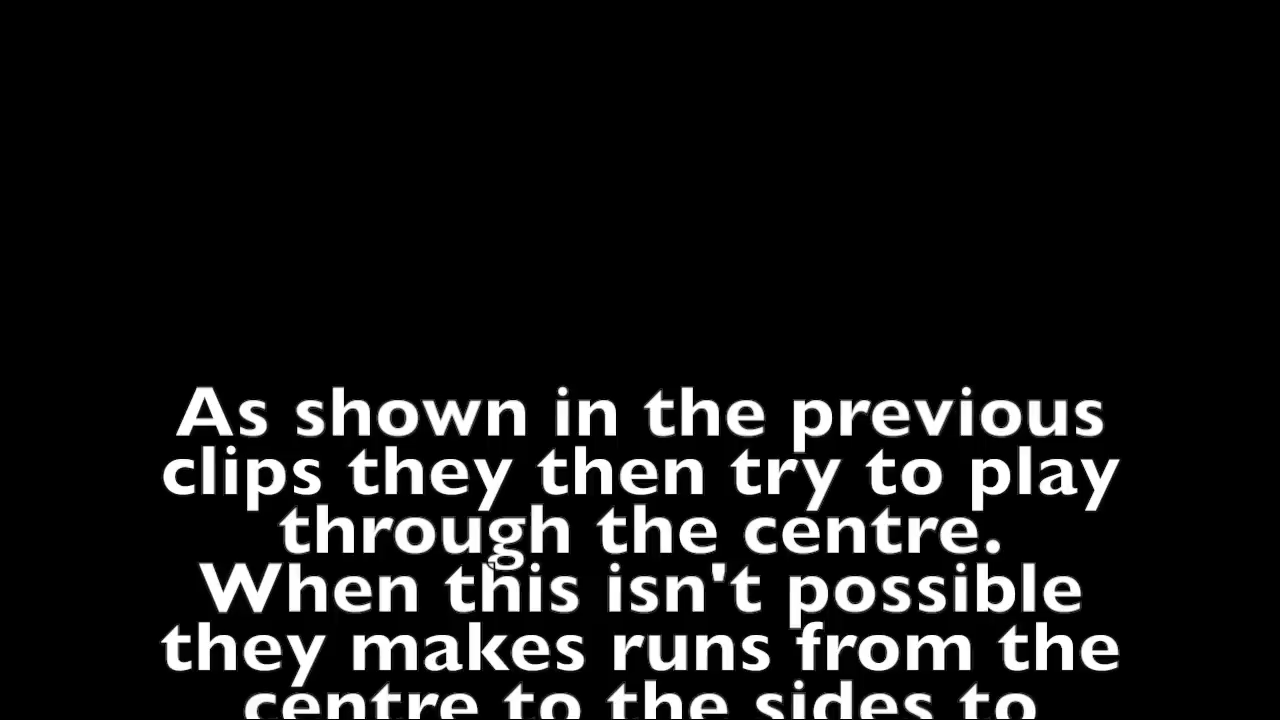 As shown in the previous
clips they then try to play
through the centre.
When this isn't possible
they makes runs from the
centre to the sides to